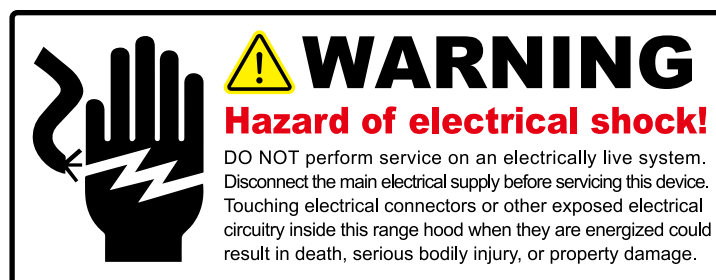 WARNING
Hazard of electrical shock!
DO NOT perform service on an electrically live system.
Disconnect the main electrical supply before servicing this device.
Touching electrical connectors or other exposed electrical
circuitry inside this range hood when they are energized could
result in death, serious bodily injury, or property damage.